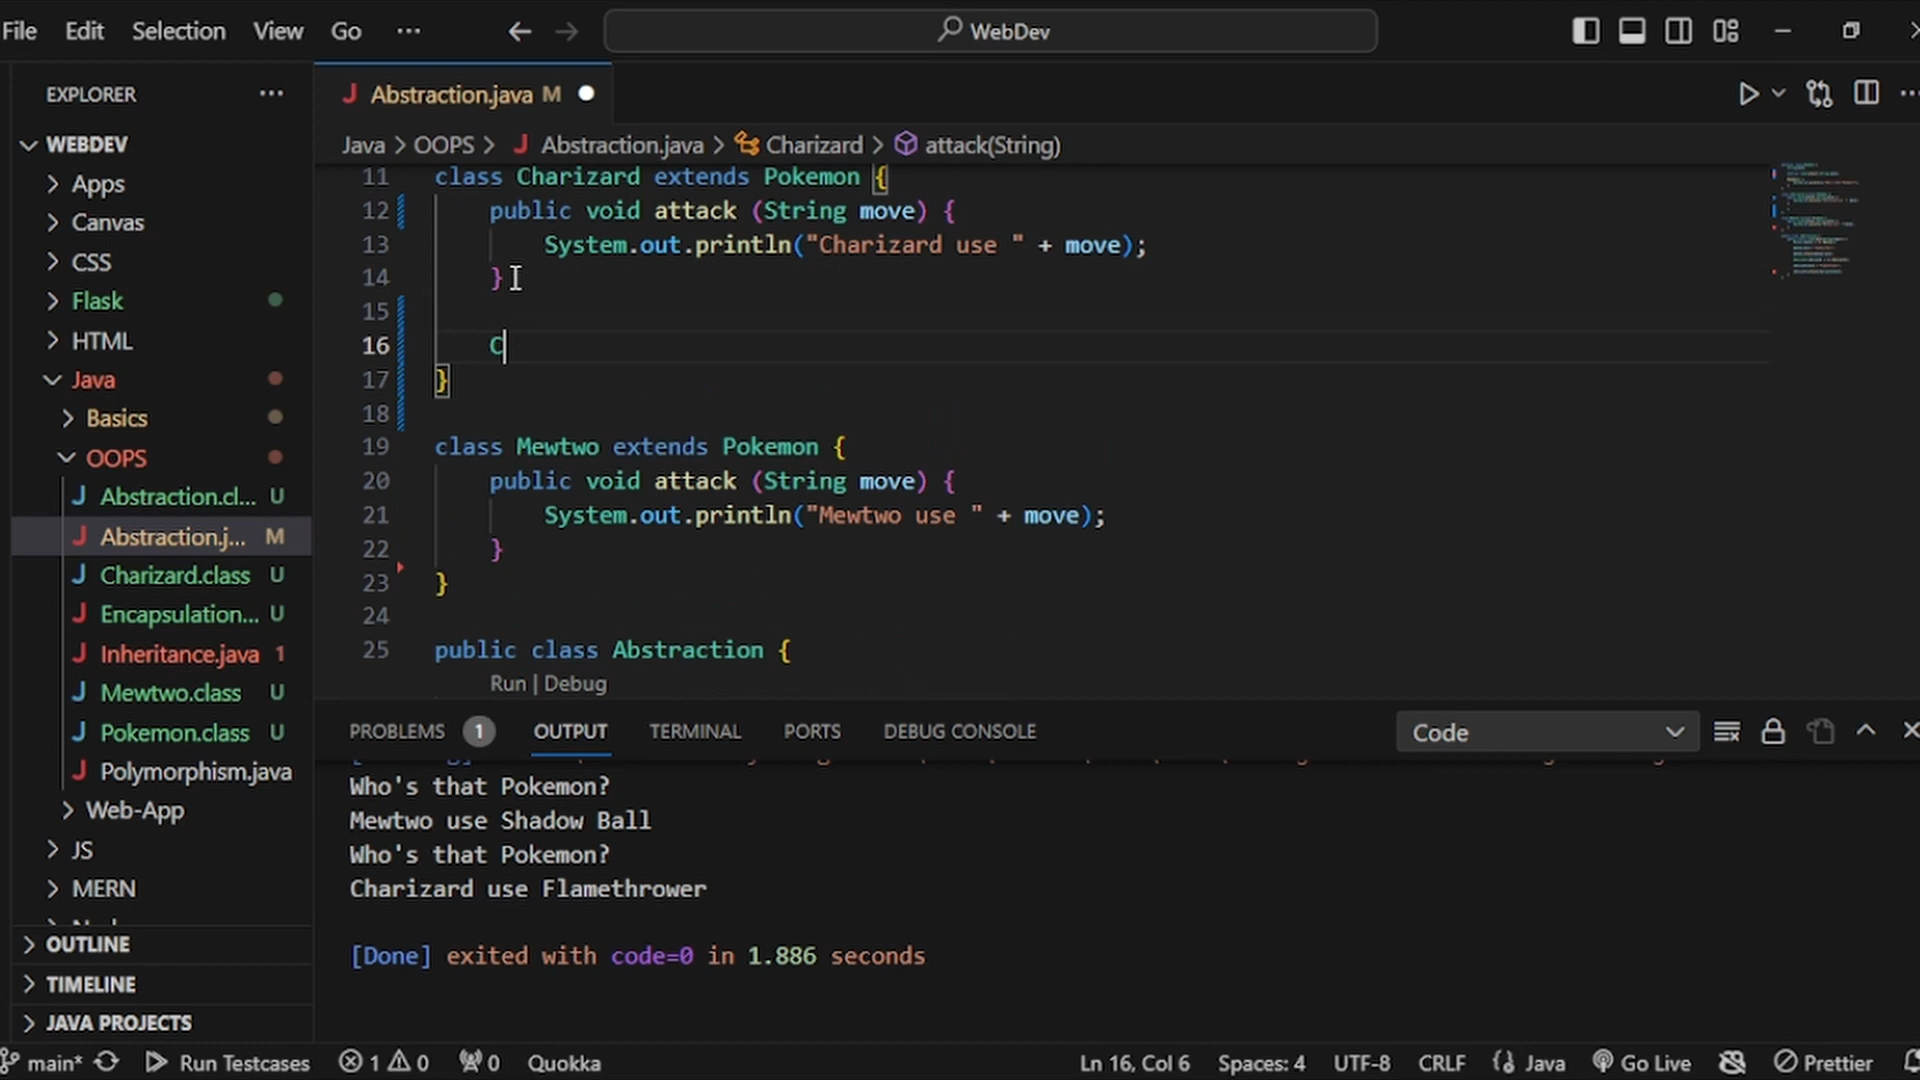 File Edit Selection View Go ··· WebDev
EXPLORER ···
Abstraction.java M
WEBDEV
Java > OOPS > Abstraction.java > Charizard > attack(String)
Apps
Canvas
CSS
Flask
HTML
Java
Basics
OOPS
Abstraction.cl... U
Abstraction.j... M
Charizard.class U
Encapsulation... U
Inheritance.java 1
Mewtwo.class U
Pokemon.class U
Polymorphism.java
Web-App
JS
MERN
OUTLINE
TIMELINE
JAVA PROJECTS
11 class Charizard extends Pokemon {
12 public void attack (String move) {
13 System.out.println("Charizard use " + move);
14 }
15
16 C
17 }
18
19 class Mewtwo extends Pokemon {
20 public void attack (String move) {
21 System.out.println("Mewtwo use " + move);
22 }
23 }
24
25 public class Abstraction {
Run | Debug
PROBLEMS 1 OUTPUT TERMINAL PORTS DEBUG CONSOLE Code
Who's that Pokemon?
Mewtwo use Shadow Ball
Who's that Pokemon?
Charizard use Flamethrower
[Done] exited with code=0 in 1.886 seconds
main* Run Testcases 1 0 0 Quokka Ln 16, Col 6 Spaces: 4 UTF-8 CRLF {} Java Go Live Prettier